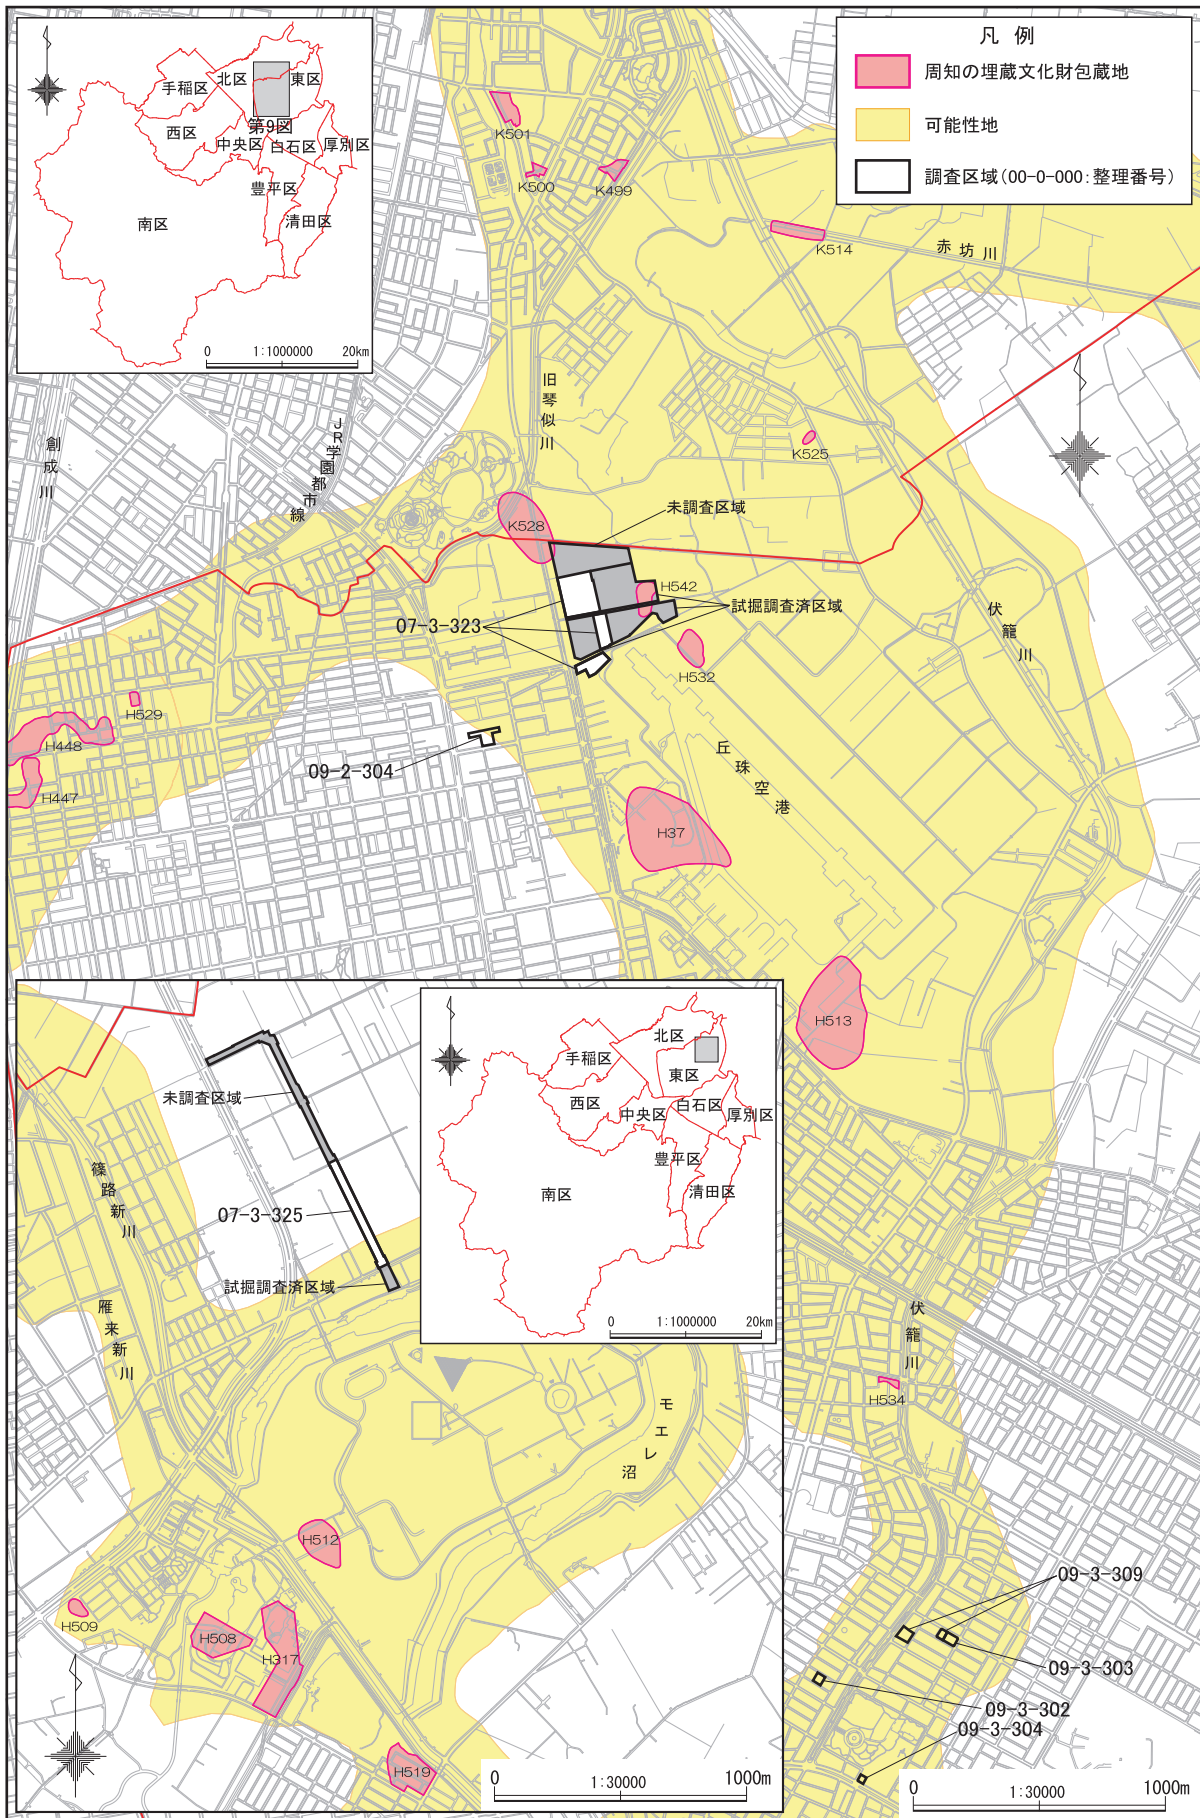 凡 例
周知の埋蔵文化財包蔵地
可能性地
調査区域(00-0-000:整理番号)
手稲区
北区
東区
第9図
西区
中央区
白石区
厚別区
豊平区
清田区
南区
0
1:1000000
20km
K501
K500
K499
K514
赤坊川
旧琴似川
創成川
JR学園都市線
K525
K528
未調査区域
H542
試掘調査済区域
07-3-323
伏籠川
H532
H529
H448
H447
09-2-304
丘珠空港
H37
H513
未調査区域
篠路新川
07-3-325
試掘調査済区域
雁来新川
北区
手稲区
東区
西区
中央区
白石区
厚別区
豊平区
清田区
南区
0
1:1000000
20km
モエレ沼
伏籠川
H534
H512
H509
H508
H317
H519
09-3-309
09-3-303
09-3-302
09-3-304
0
1:30000
1000m
0
1:30000
1000m